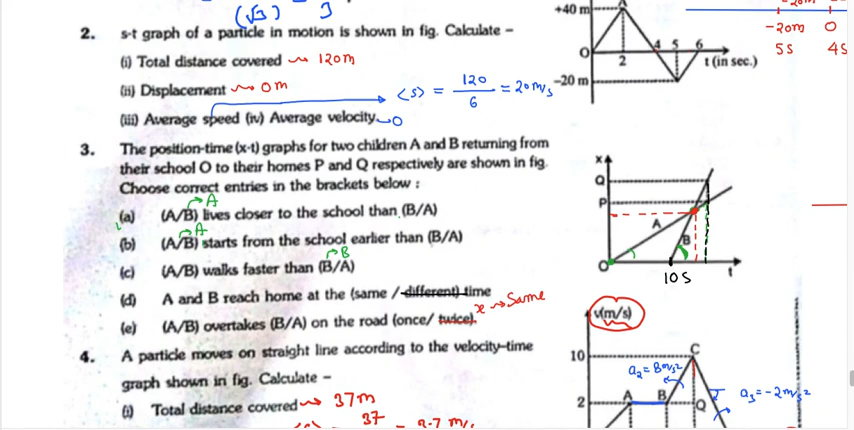 (√3) 3
2. s-t graph of a particle in motion is shown in fig. Calculate –
(i) Total distance covered → 120m
(ii) Displacement → 0m
<s> = 120/6 = 20m/s
(iii) Average speed (iv) Average velocity 0
+40 m
A
O
2
4 5 6
t (in sec.)
–20 m
-20m 0
5s 4s
3. The position-time (x-t) graphs for two children A and B returning from
their school O to their homes P and Q respectively are shown in fig.
Choose correct entries in the brackets below :
A
(a) (A/B) lives closer to the school than (B/A)
A
(b) (A/B) starts from the school earlier than (B/A)
B
(c) (A/B) walks faster than (B/A)
(d) A and B reach home at the (same / different) time
x → Same
(e) (A/B) overtakes (B/A) on the road (once/ twice).
x
Q
P
A
B
O
10s
t
4. A particle moves on straight line according to the velocity–time
graph shown in fig. Calculate –
(i) Total distance covered → 37m
37
v(m/s)
10
C
a₂ = 8m/s²
2
A B
Q
a₃ = -2m/s²